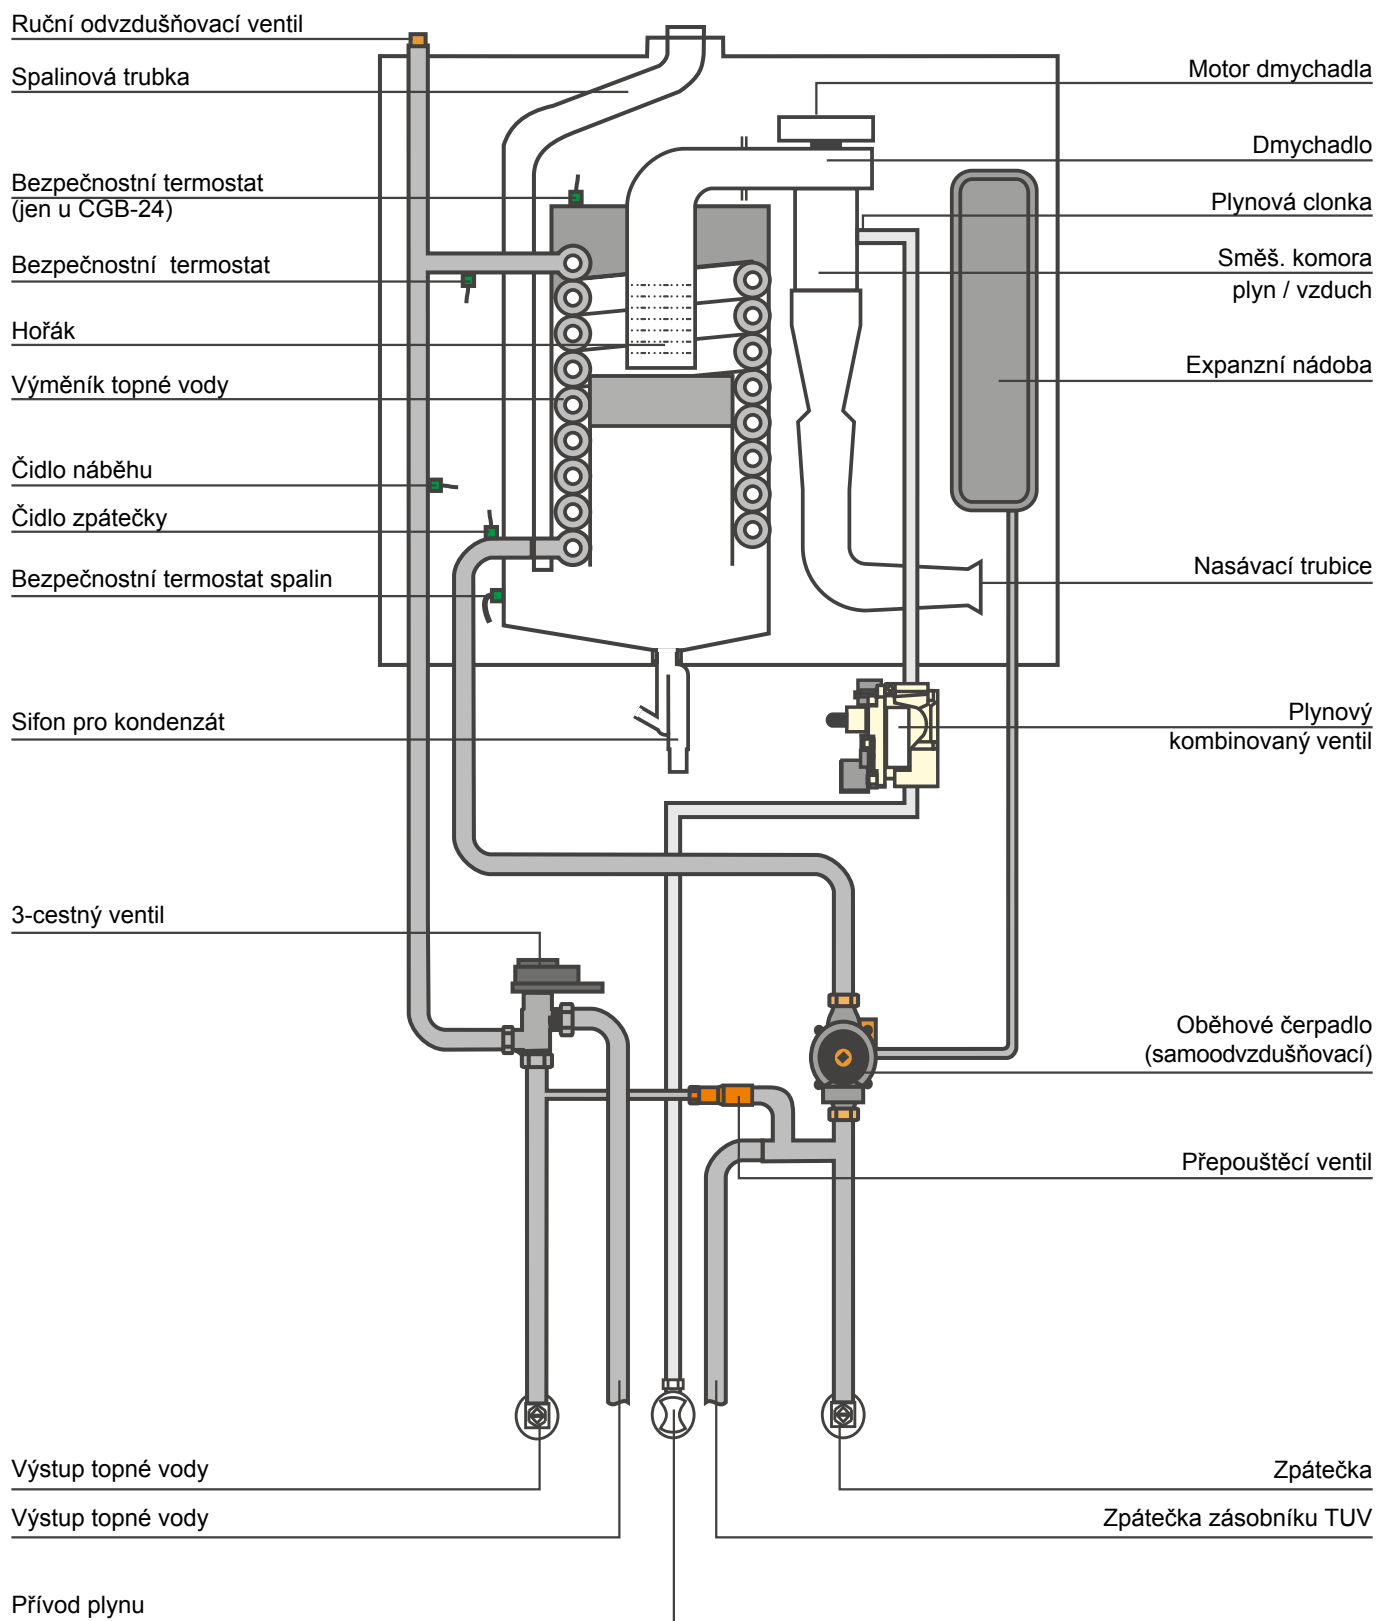 Ruční odvzdušňovací ventil
Spalinová trubka
Bezpečnostní termostat
(jen u CGB-24)
Bezpečnostní  termostat
Hořák
Výměník topné vody
Čidlo náběhu
Čidlo zpátečky
Bezpečnostní termostat spalin
Sifon pro kondenzát
3-cestný ventil
Výstup topné vody
Výstup topné vody
Přívod plynu
Motor dmychadla
Dmychadlo
Plynová clonka
Směš. komora
plyn / vzduch
Expanzní nádoba
Nasávací trubice
Plynový
kombinovaný ventil
Oběhové čerpadlo
(samoodvzdušňovací)
Přepouštěcí ventil
Zpátečka
Zpátečka zásobníku TUV